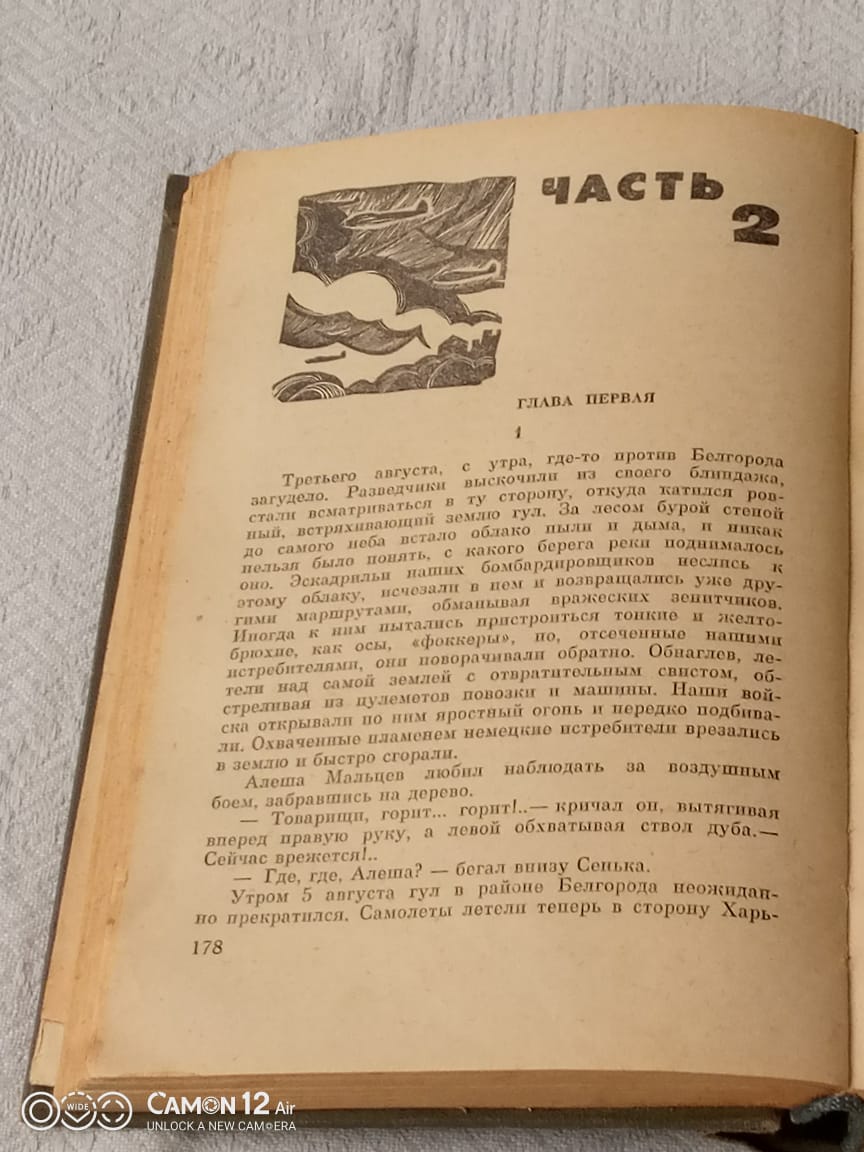 ЧАСТЬ
2
ГЛАВА ПЕРВАЯ
1
Третьего августа, с утра, где-то против Белгорода
загудело. Разведчики выскочили из своего блиндажа,
стали всматриваться в ту сторону, откуда катился ров-
ный, встряхивающий землю гул. За лесом бурой стеной
до самого неба встало облако пыли и дыма, и никак
нельзя было понять, с какого берега реки поднималось
оно. Эскадрильи наших бомбардировщиков неслись к
этому облаку, исчезали в нем и возвращались уже дру-
гими маршрутами, обманывая вражеских зенитчиков.
Иногда к ним пытались пристроиться тонкие и желто-
брюхие, как осы, «фоккеры», но, отсеченные нашими
истребителями, они поворачивали обратно. Обнаглев, ле-
тели над самой землей с отвратительным свистом, об-
стреливая из пулеметов повозки и машины. Наши вой-
ска открывали по ним яростный огонь и нередко подбива-
ли. Охваченные пламенем немецкие истребители врезались
в землю и быстро сгорали.
Алеша Мальцев любил наблюдать за воздушным
боем, забравшись на дерево.
— Товарищи, горит... горит!..— кричал он, вытягивая
вперед правую руку, а левой обхватывая ствол дуба.—
Сейчас врежется!..
— Где, где, Алеша? — бегал внизу Сенька.
Утром 5 августа гул в районе Белгорода неожидан-
но прекратился. Самолеты летели теперь в сторону Харь-
178
WIDE
CAMON 12 Air
UNLOCK A NEW CAMERA